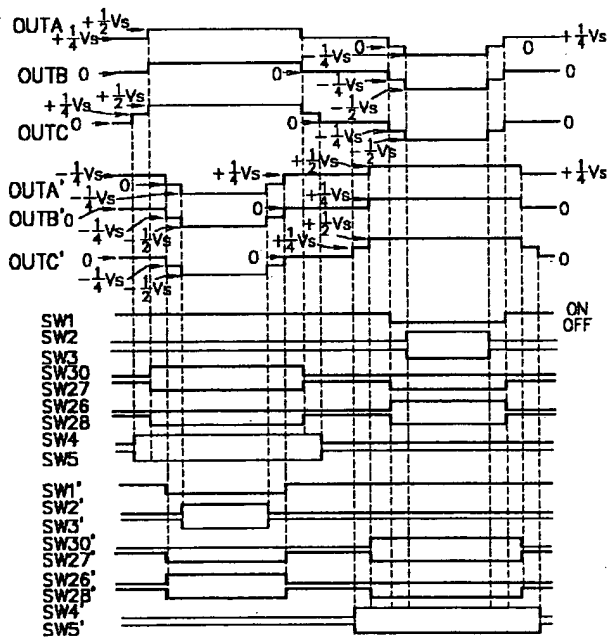 +½Vs
OUTA
+¼Vs
0
-¼Vs
0
+¼Vs
OUTB 0
0
-¼Vs
-½Vs
0
+¼Vs
+½Vs
OUTC 0
0
-¼Vs
-½Vs
0
-¼Vs
+¼Vs
+½Vs
+¼Vs
OUTA'
0
-¼Vs
OUTB' 0
0
+¼Vs
0
-¼Vs
-½Vs
+½Vs
+¼Vs
OUTC' 0
0
0
-¼Vs
-½Vs
SW1
ON
OFF
SW2
SW3
SW30
SW27
SW26
SW28
SW4
SW5
SW1'
SW2'
SW3'
SW30'
SW27'
SW26'
SW28'
SW4'
SW5'